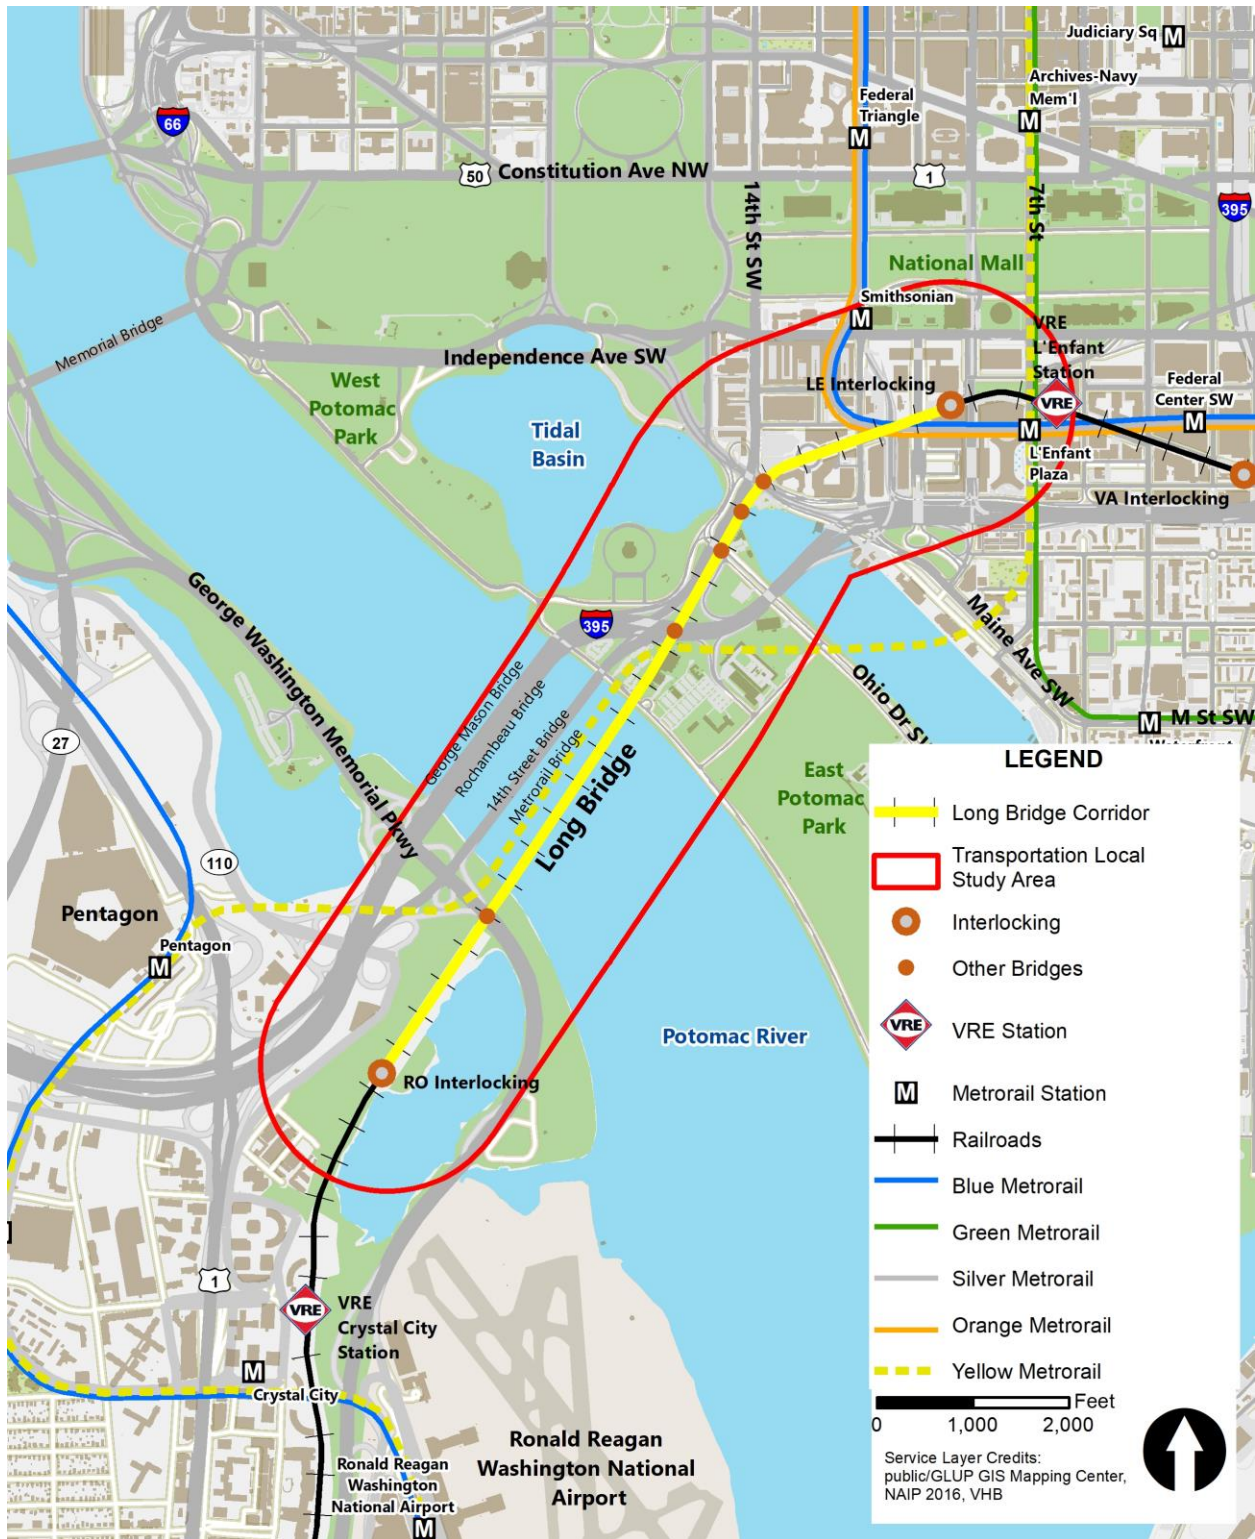 Judiciary Sq
M
Archives-Navy
Mem'l
M
Federal
Triangle
M
66
50
Constitution Ave NW
1
395
14th St SW
7th St
National Mall
Smithsonian
M
Memorial Bridge
Independence Ave SW
VRE
L'Enfant
Station
VRE
LE Interlocking
West
Potomac
Park
Tidal
Basin
Federal
Center SW
M
M
L'Enfant
Plaza
VA Interlocking
George Washington Memorial Pkwy
395
Maine Ave SW
Ohio Dr SW
George Mason Bridge
Rochambeau Bridge
14th Street Bridge
Metrorail Bridge
Long Bridge
M
M St SW
27
110
Pentagon
Pentagon
M
East
Potomac
Park
Potomac River
RO Interlocking
1
VRE
VRE
Crystal City
Station
M
Crystal City
Ronald Reagan
Washington
National Airport
M
Ronald Reagan
Washington National
Airport
LEGEND
Long Bridge Corridor
Transportation Local
Study Area
Interlocking
Other Bridges
VRE
VRE Station
M
Metrorail Station
Railroads
Blue Metrorail
Green Metrorail
Silver Metrorail
Orange Metrorail
Yellow Metrorail
Feet
0 1,000 2,000
Service Layer Credits:
public/GLUP GIS Mapping Center,
NAIP 2016, VHB